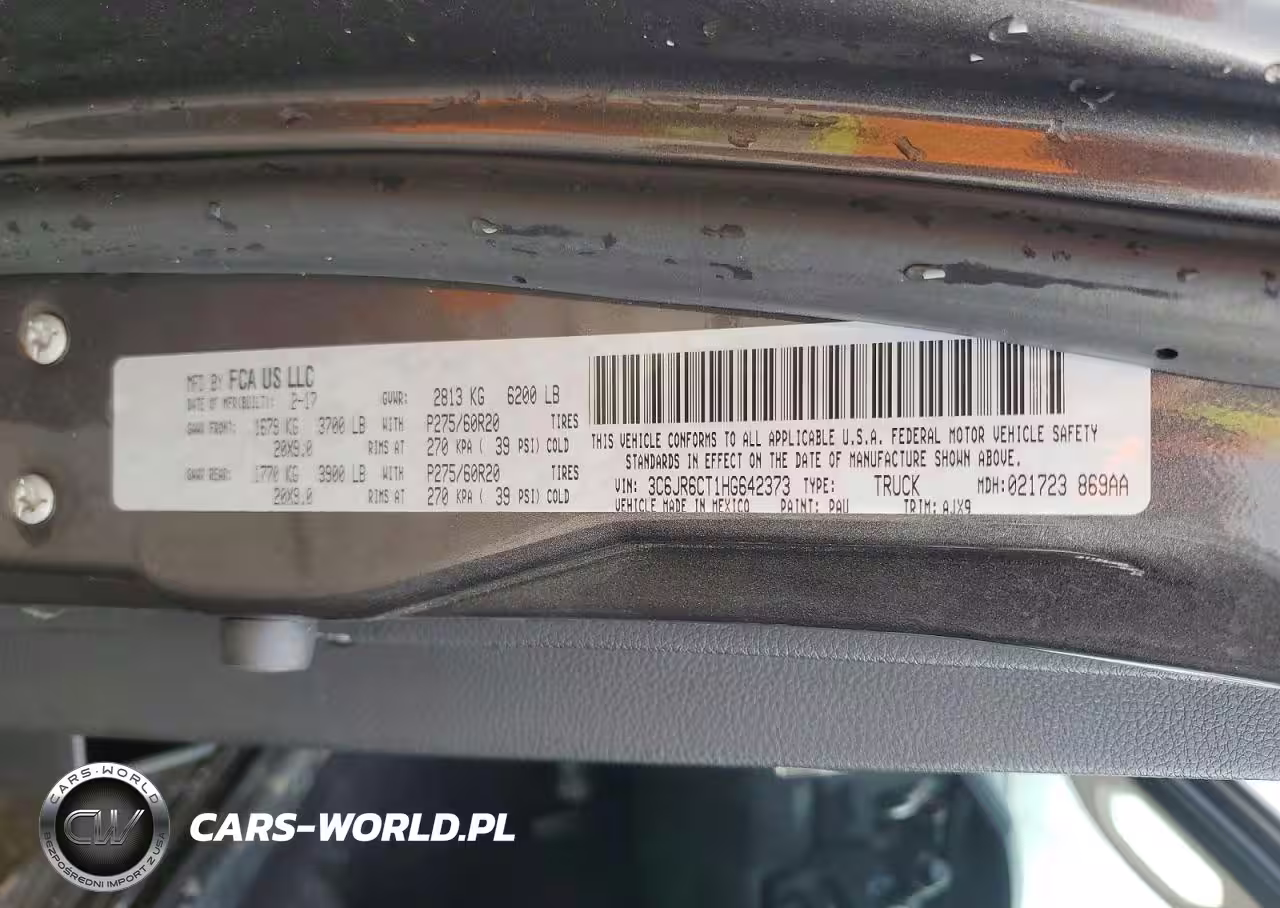 MFD BY FCA US LLC
DATE OF MFR(BUILT): 2-17 GVWR: 2813 KG 6200 LB
GAWR FRONT: 1679 KG 3700 LB WITH P275/60R20 TIRES
20X9.0 RIMS AT 270 KPA ( 39 PSI) COLD
GAWR REAR: 1770 KG 3900 LB WITH P275/60R20 TIRES
20X9.0 RIMS AT 270 KPA ( 39 PSI) COLD
THIS VEHICLE CONFORMS TO ALL APPLICABLE U.S.A. FEDERAL MOTOR VEHICLE SAFETY
STANDARDS IN EFFECT ON THE DATE OF MANUFACTURE SHOWN ABOVE.
VIN: 3C6JR6CT1HG642373 TYPE: TRUCK MDH:021723 869AA
VEHICLE MADE IN MEXICO PAINT: PAU TRIM: AJX9
CARS-WORLD
CW
BEZPOŚREDNI IMPORT Z USA
CARS-WORLD.PL